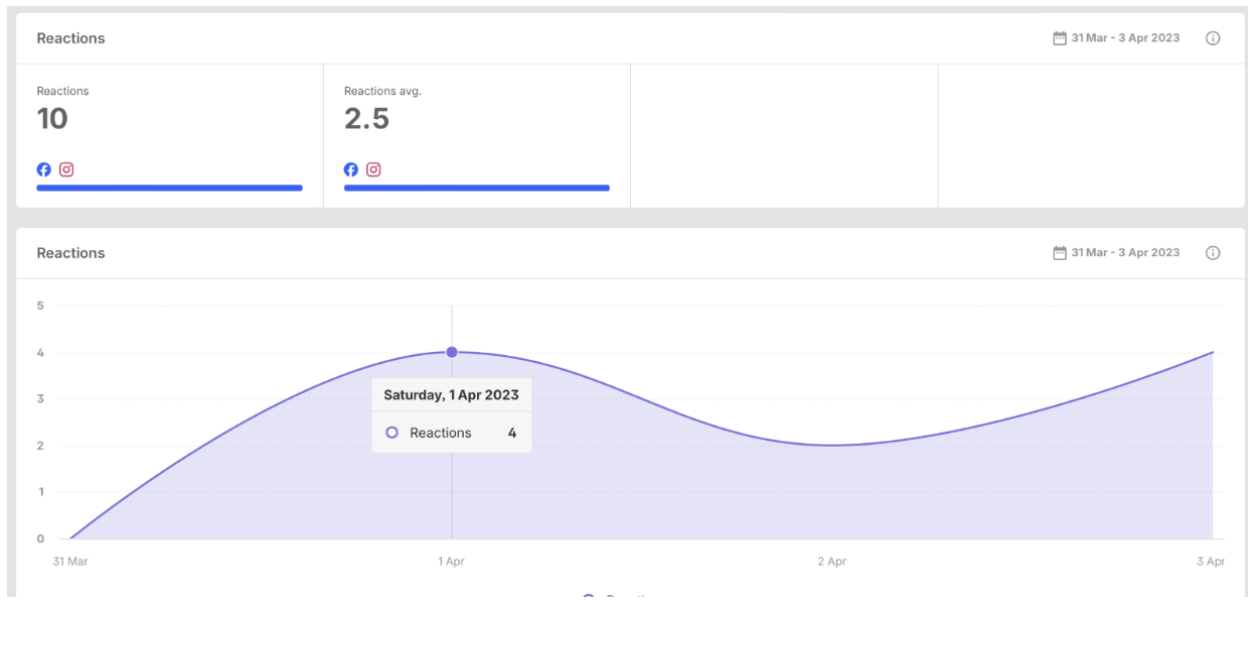 Reactions
31 Mar - 3 Apr 2023
Reactions
10
Reactions avg.
2.5
Reactions
31 Mar - 3 Apr 2023
5
4
3
2
1
0
Saturday, 1 Apr 2023
Reactions 4
31 Mar
1 Apr
2 Apr
3 Apr